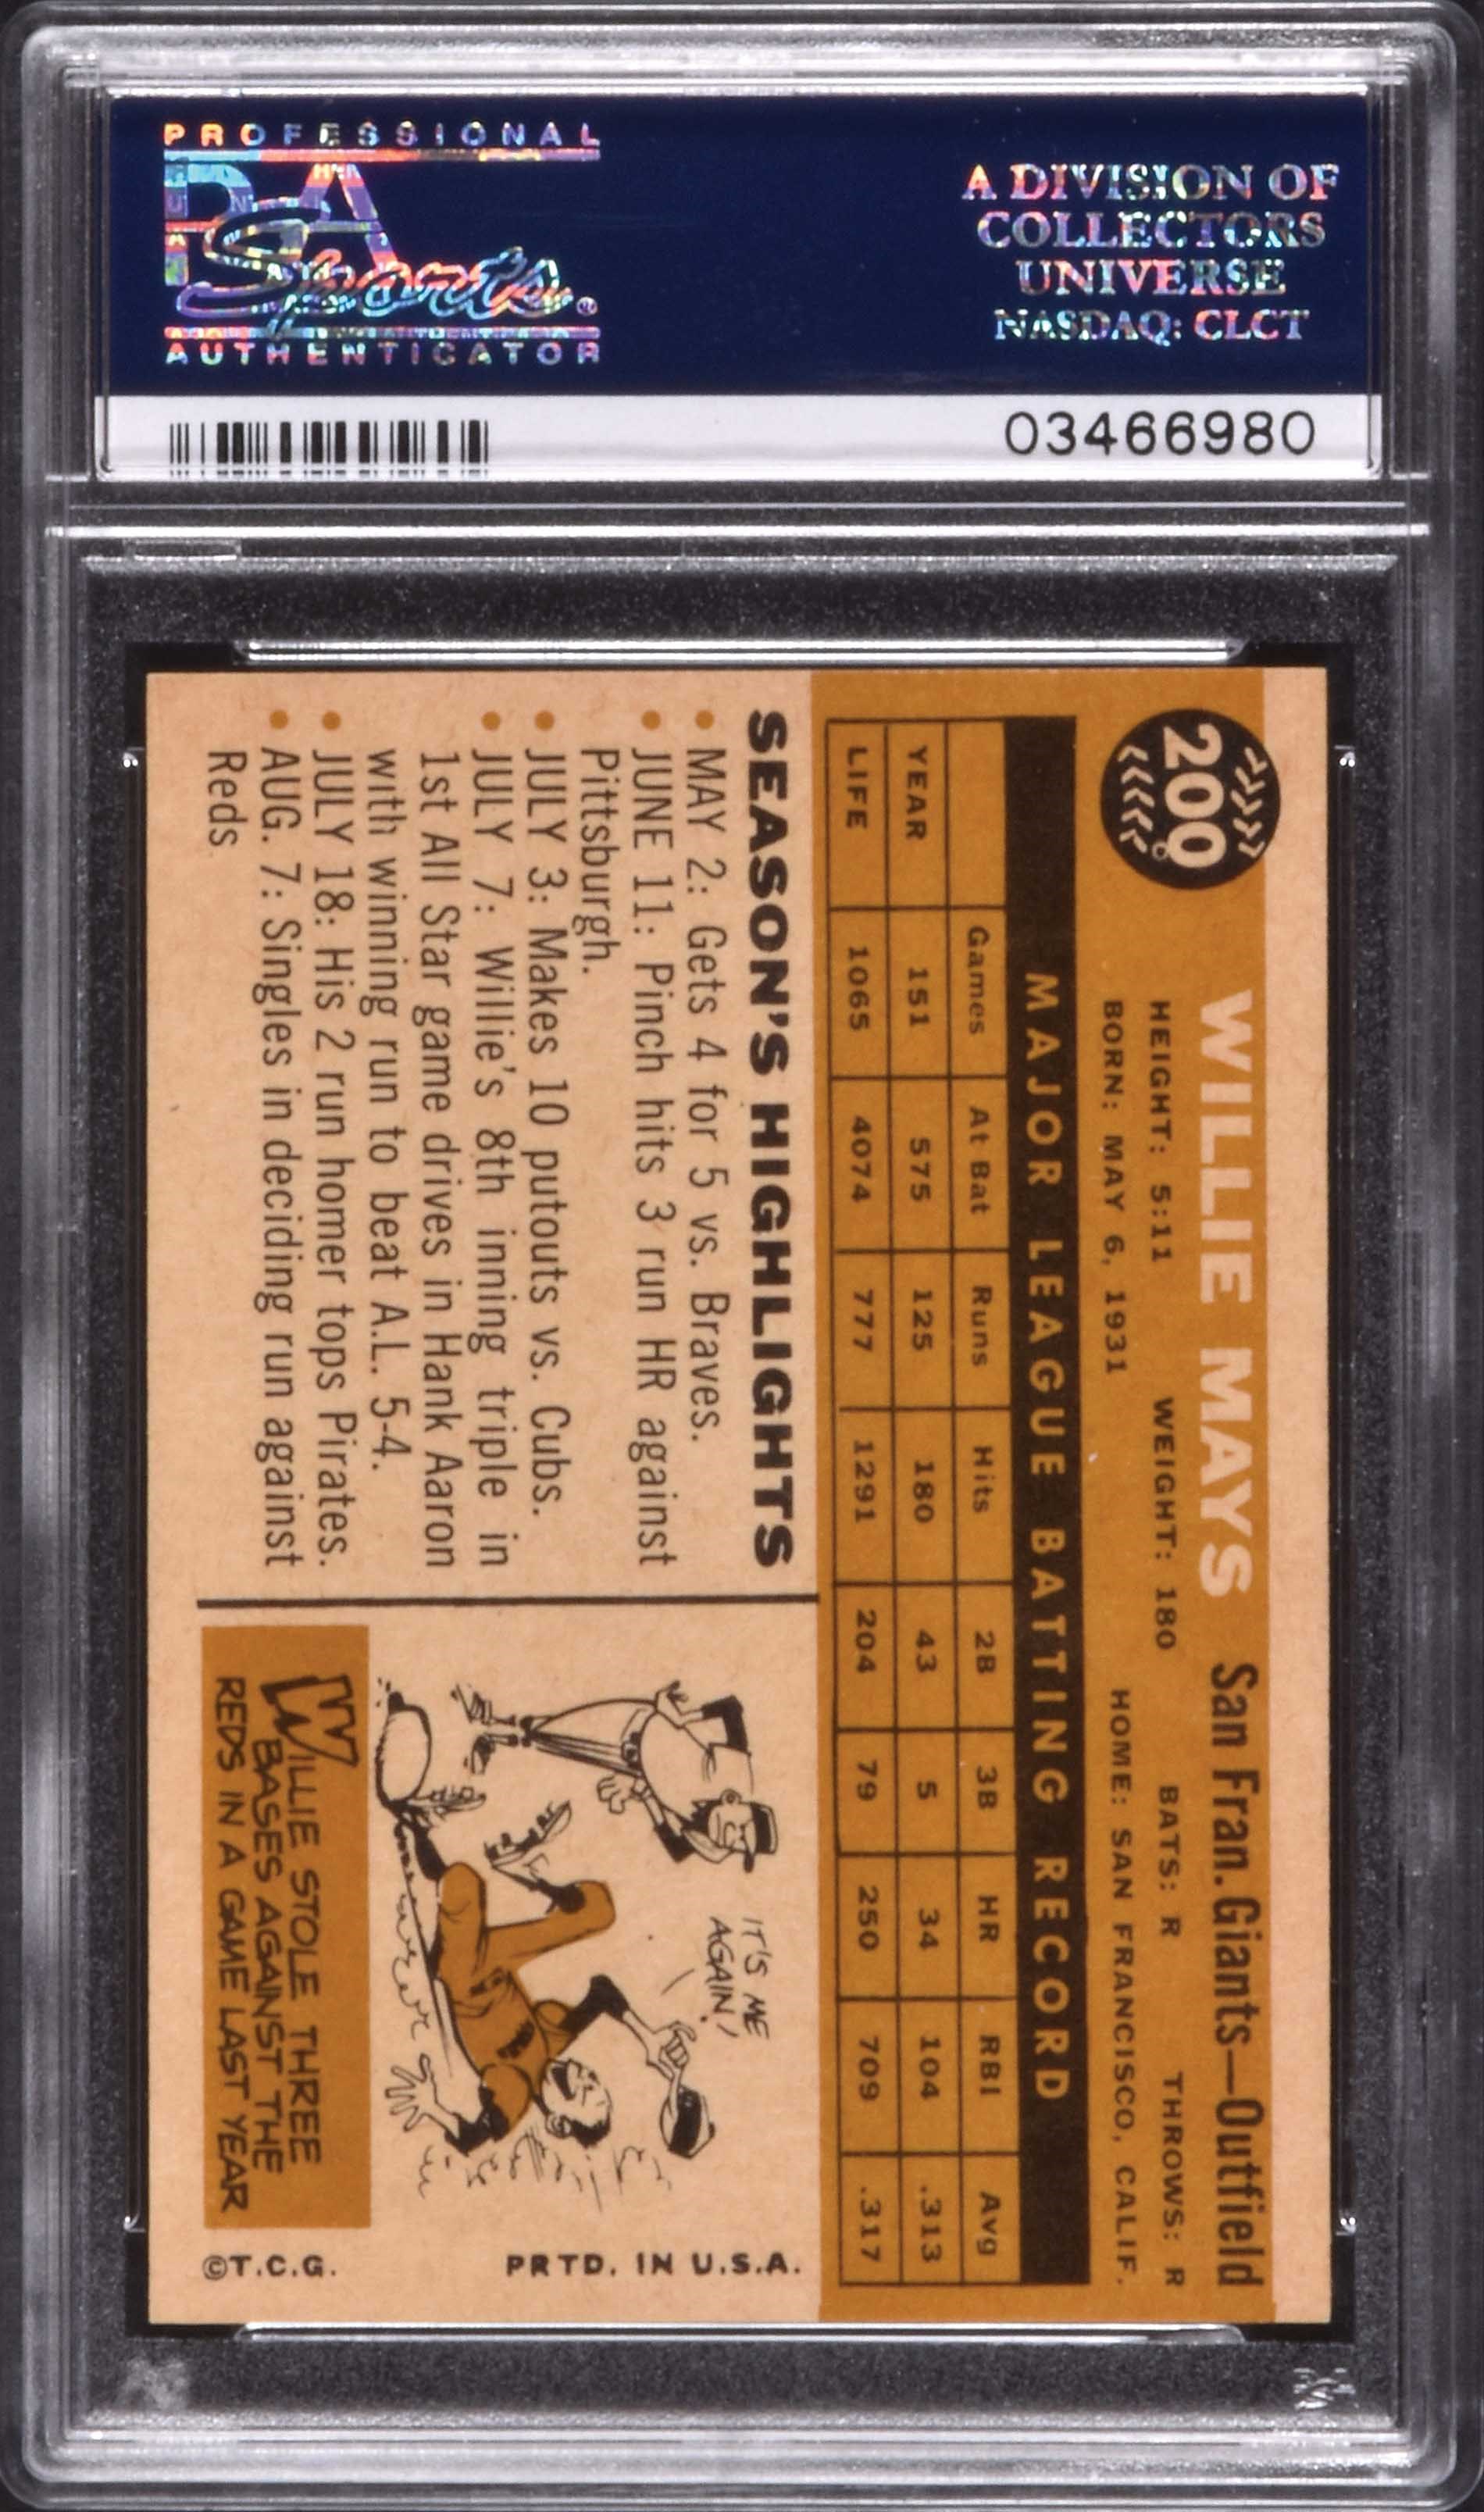 PROFESSIONAL
PSA
Sports®
AUTHENTICATOR
A DIVISION OF
COLLECTORS
UNIVERSE
NASDAQ: CLCT
03466980
200
WILLIE MAYS San Fran. Giants—Outfield
HEIGHT: 5:11 WEIGHT: 180 BATS: R THROWS: R
BORN: MAY 6, 1931 HOME: SAN FRANCISCO, CALIF.
MAJOR LEAGUE BATTING RECORD
Games At Bat Runs Hits 2B 3B HR RBI Avg
YEAR 151 575 125 180 43 5 34 104 .313
LIFE 1065 4074 777 1291 204 79 250 709 .317
SEASON'S HIGHLIGHTS
• MAY 2: Gets 4 for 5 vs. Braves.
• JUNE 11: Pinch hits 3 run HR against
Pittsburgh.
• JULY 3: Makes 10 putouts vs. Cubs.
• JULY 7: Willie's 8th inning triple in
1st All Star game drives in Hank Aaron
with winning run to beat A.L. 5-4.
• JULY 18: His 2 run homer tops Pirates.
• AUG. 7: Singles in deciding run against
Reds
IT'S ME
AGAIN!
WILLIE STOLE THREE
BASES AGAINST THE
REDS IN A GAME LAST YEAR
©T.C.G. PRTD. IN U.S.A.